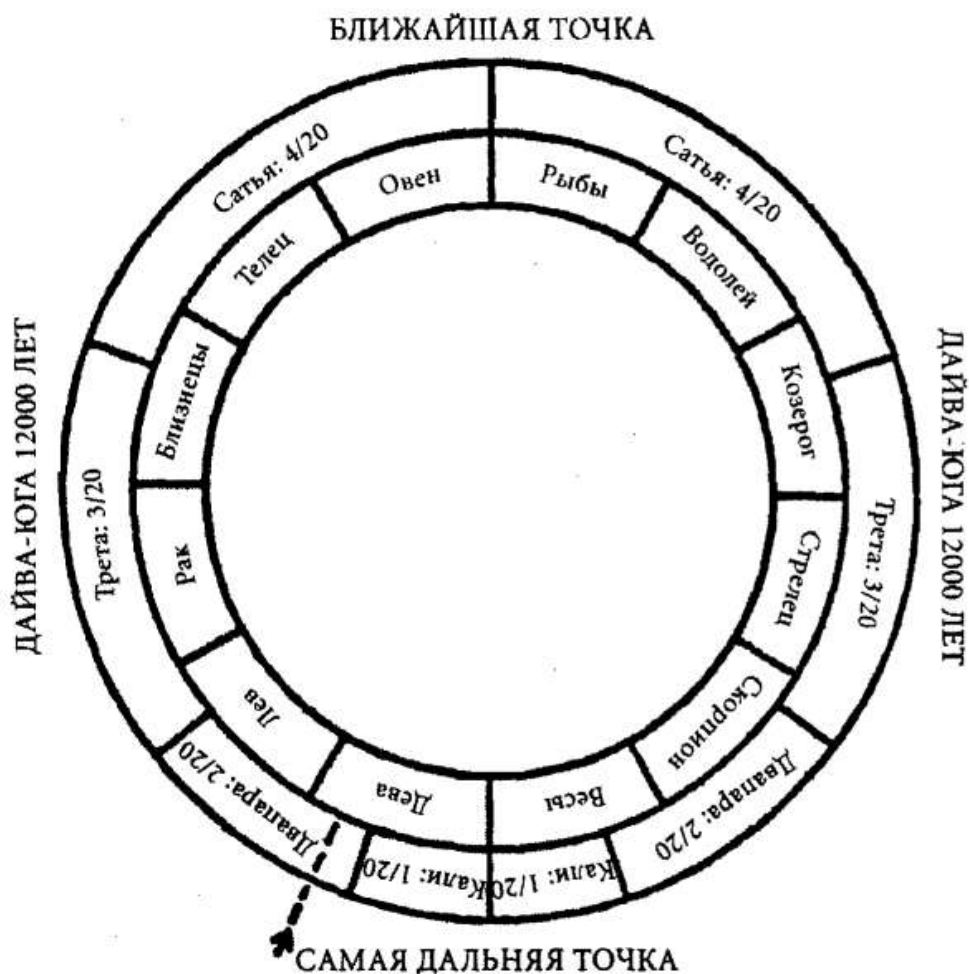 БЛИЖАЙШАЯ ТОЧКА
Сатья: 4/20
Сатья: 4/20
Овен
Рыбы
Телец
Водолей
Близнецы
Козерог
ДАЙВА-ЮГА 12000 ЛЕТ
ДАЙВА-ЮГА 12000 ЛЕТ
Трета: 3/20
Рак
Стрелец
Трета: 3/20
Лев
Скорпион
Дева
Весы
Двапара: 2/20
Кали: 1/20
Кали: 1/20
Двапара: 2/20
САМАЯ ДАЛЬНЯЯ ТОЧКА